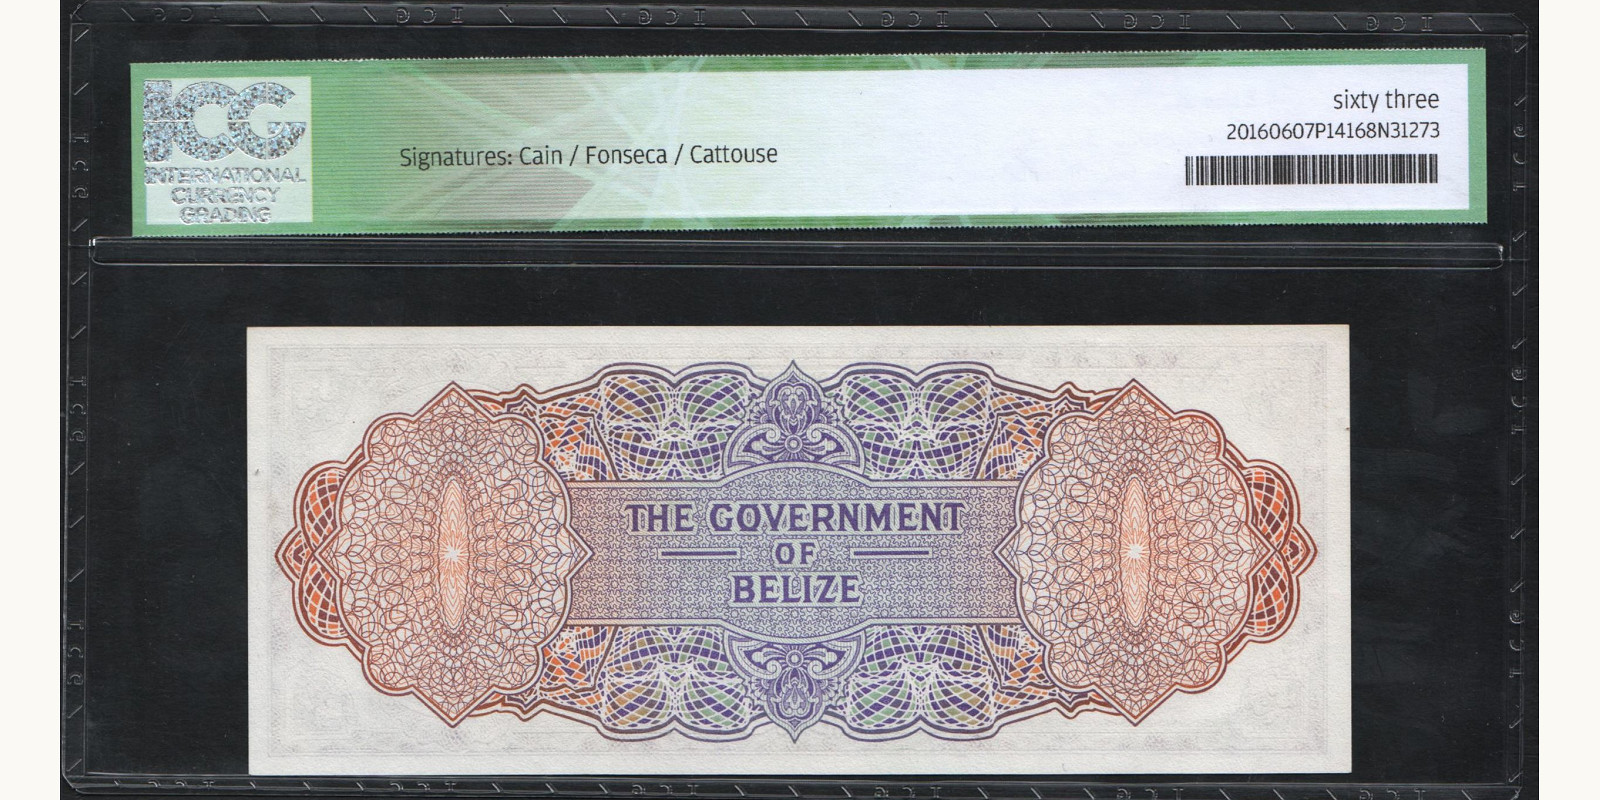 ICG
INTERNATIONAL
CURRENCY
GRADING
Signatures: Cain / Fonseca / Cattouse
sixty three
20160607P14168N31273
THE GOVERNMENT
OF
BELIZE